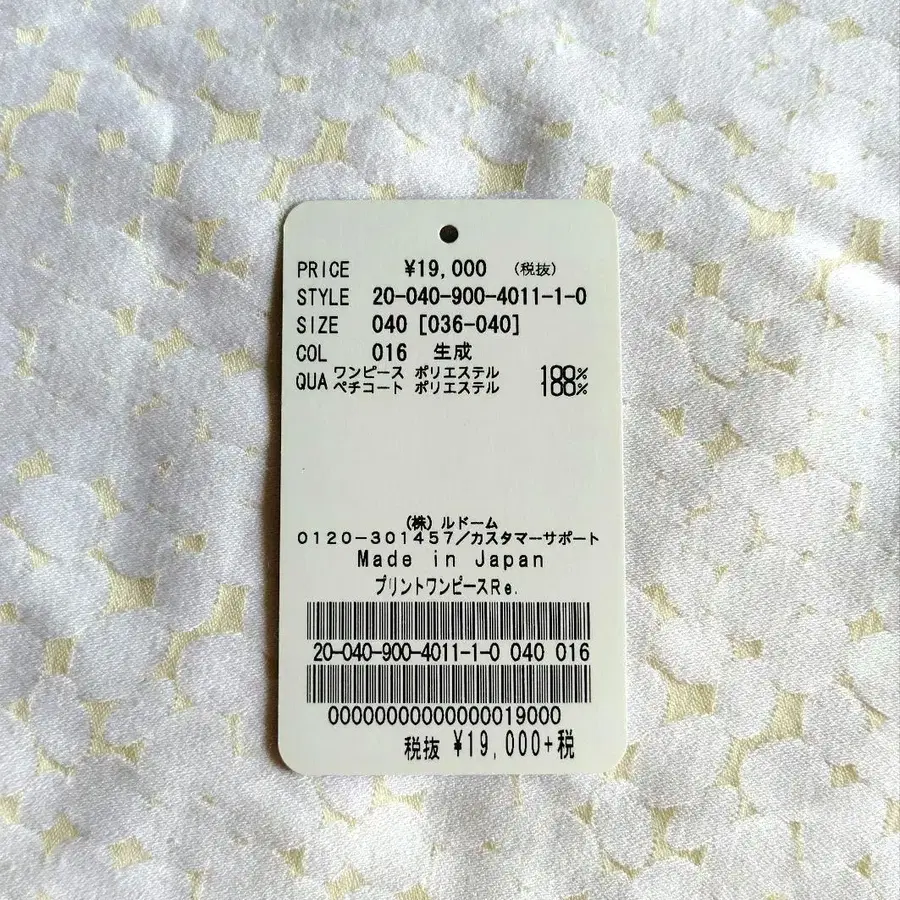 PRICE ¥19,000 (税抜)
STYLE 20-040-900-4011-1-0
SIZE 040 [036-040]
COL 016 生成
QUA ワンピース ポリエステル 100%
ペチコート ポリエステル 100%
(株) ルドーム
0120-301457/カスタマーサポート
Made in Japan
プリントワンピースRe.
20-040-900-4011-1-0 040 016
00000000000000019000
税抜 ¥19,000+税